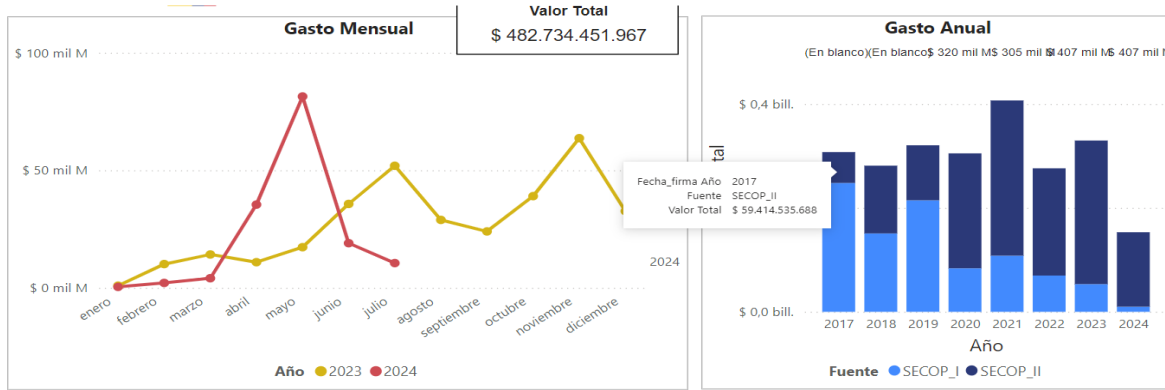 Valor Total
$ 482.734.451.967
Gasto Mensual
$ 100 mil M
$ 50 mil M
$ 0 mil M
enero
febrero
marzo
abril
mayo
junio
julio
agosto
septiembre
octubre
noviembre
diciembre
2024
Año 2023 2024
Gasto Anual
(En blanco) (En blanco) $ 320 mil M $ 305 mil M $ 407 mil M $ 407 mil
$ 0,4 bill.
tal
Fecha_firma Año 2017
Fuente SECOP_II
Valor Total $ 59.414.535.688
$ 0,0 bill.
2017 2018 2019 2020 2021 2022 2023 2024
Año
Fuente SECOP_I SECOP_II